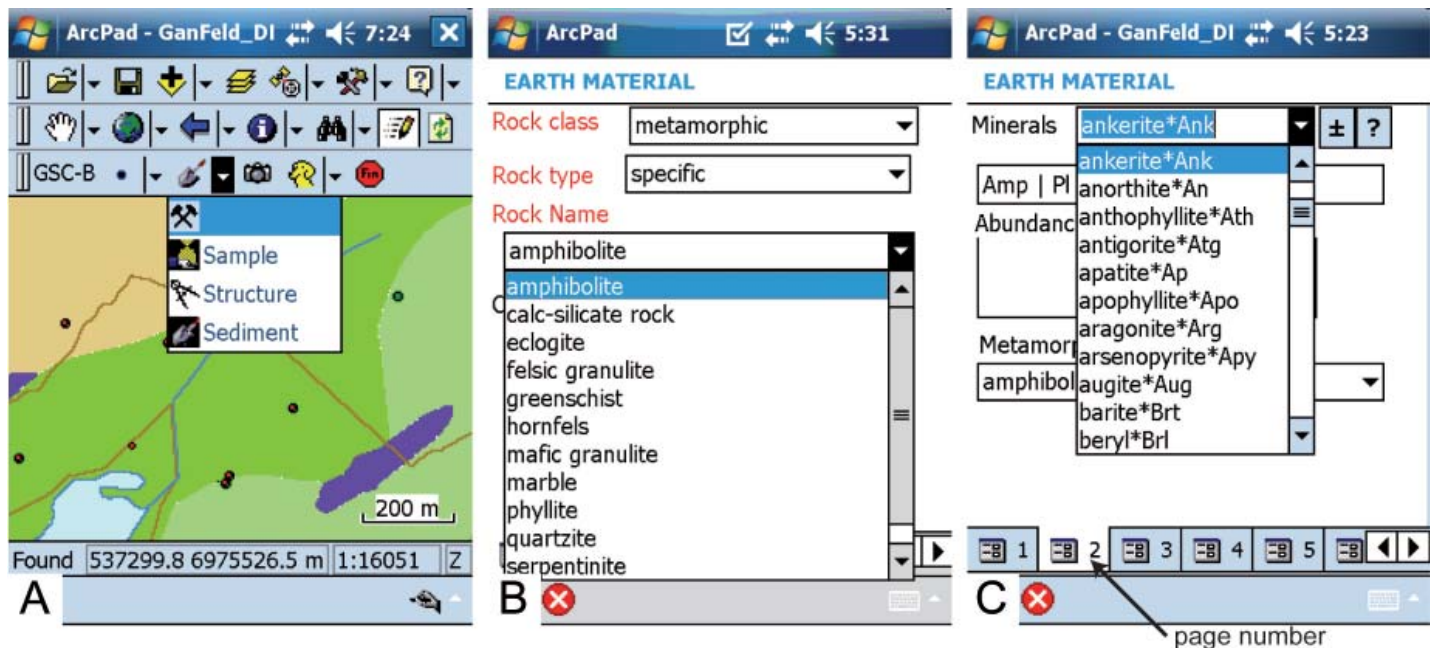 ArcPad - GanFeld_DI 7:24
GSC-B
Fin
Sample
Structure
Sediment
200 m
Found 537299.8 6975526.5 m 1:16051 Z
A
ArcPad 5:31
EARTH MATERIAL
Rock class metamorphic
Rock type specific
Rock Name
amphibolite
amphibolite
calc-silicate rock
eclogite
felsic granulite
greenschist
hornfels
mafic granulite
marble
phyllite
quartzite
serpentinite
B
ArcPad - GanFeld_DI 5:23
EARTH MATERIAL
Minerals ankerite*Ank ± ?
ankerite*Ank
Amp | Pl anorthite*An
anthophyllite*Ath
Abundanc antigorite*Atg
apatite*Ap
apophyllite*Apo
aragonite*Arg
Metamor arsenopyrite*Apy
amphibol augite*Aug
barite*Brt
beryl*Brl
1 2 3 4 5
C
page number